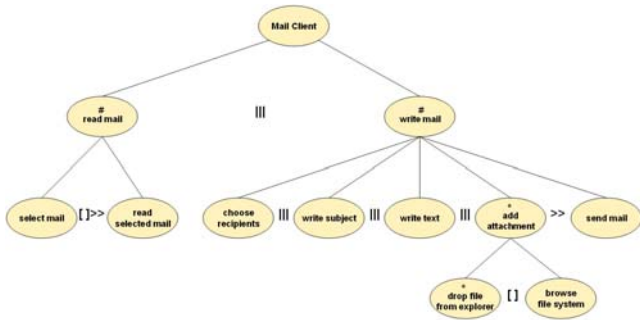 Mail Client
#
read mail
|||
#
write mail
select mail
[ ]>>
read
selected mail
choose
recipients
|||
write subject
|||
write text
|||
*
add
attachment
>>
send mail
*
drop file
from explorer
[ ]
browse
file system